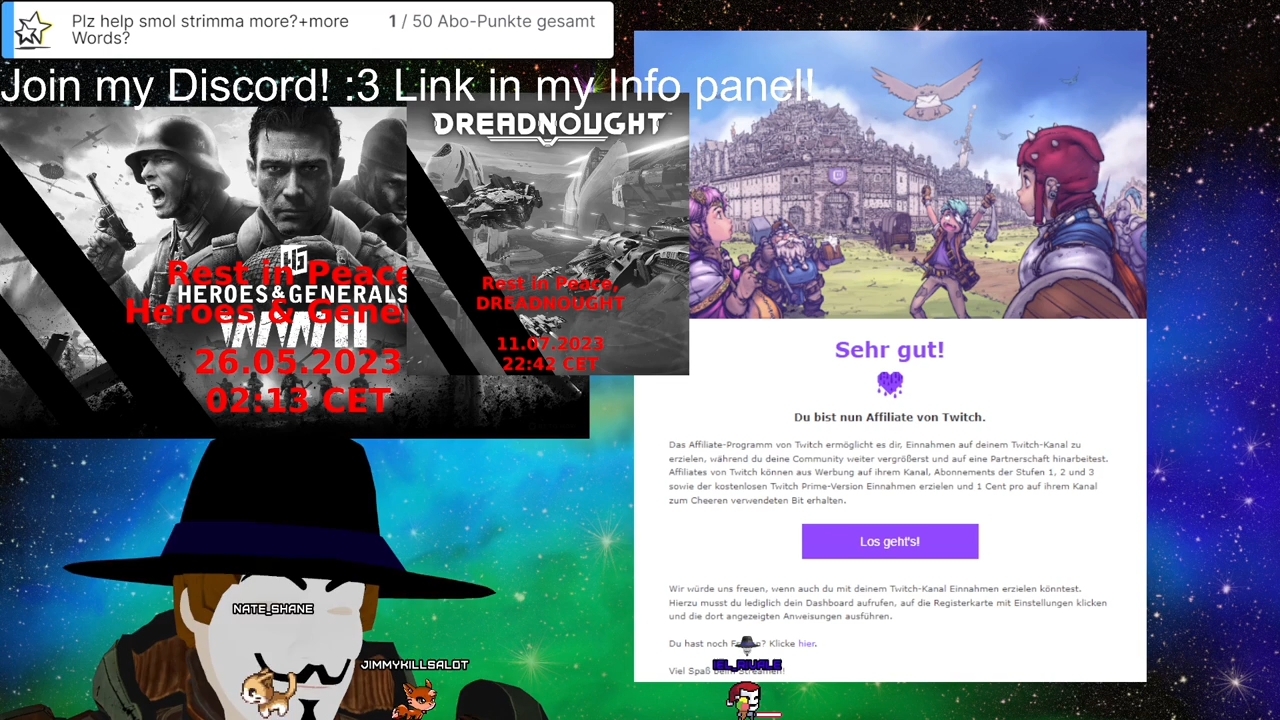 Plz help smol strimma more?+more
Words?
1 / 50 Abo-Punkte gesamt
Join my Discord! :3 Link in my Info panel!
DREADNOUGHT
Rest in Peace
HEROES & GENERALS
Heroes & Gene
WWII
26.05.2023
02:13 CET
Rest in Peace,
DREADNOUGHT
11.07.2023
22:42 CET
Sehr gut!
Du bist nun Affiliate von Twitch.
Das Affiliate-Programm von Twitch ermöglicht es dir, Einnahmen auf deinem Twitch-Kanal zu
erzielen, während du deine Community weiter vergrößerst und auf eine Partnerschaft hinarbeitest.
Affiliates von Twitch können aus Werbung auf ihrem Kanal, Abonnements der Stufen 1, 2 und 3
sowie der kostenlosen Twitch Prime-Version Einnahmen erzielen und 1 Cent pro auf ihrem Kanal
zum Cheeren verwendeten Bit erhalten.
Los geht's!
Wir würde uns freuen, wenn auch du mit deinem Twitch-Kanal Einnahmen erzielen könntest.
Hierzu musst du lediglich dein Dashboard aufrufen, auf die Registerkarte mit Einstellungen klicken
und die dort angezeigten Anweisungen ausführen.
Du hast noch Klicke hier.
Viel Spaß Streamen!
NATE_SHANE
JIMMYKILLSALOT